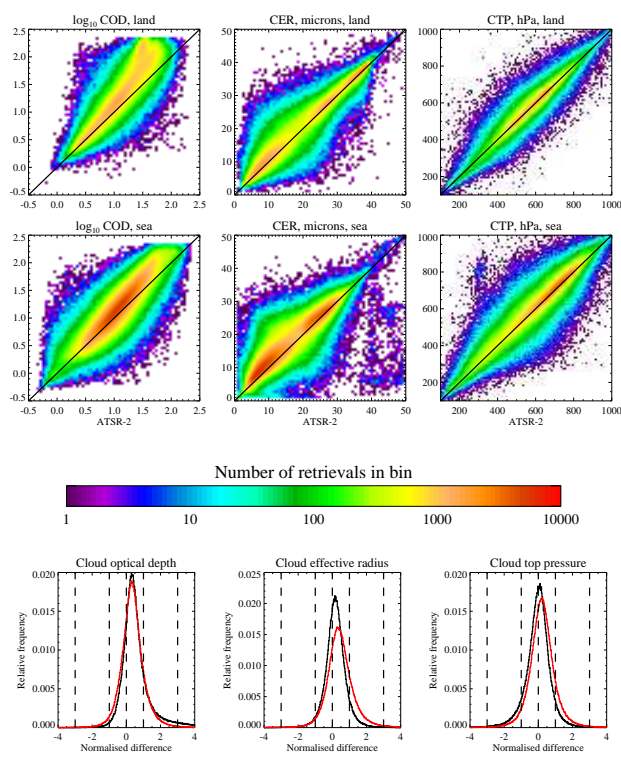 log10 COD, land
CER, microns, land
CTP, hPa, land
2.5
2.0
1.5
1.0
0.5
0.0
-0.5
-0.5 0.0 0.5 1.0 1.5 2.0 2.5
50
40
30
20
10
0
0 10 20 30 40 50
1000
800
600
400
200
200 400 600 800 1000
log10 COD, sea
CER, microns, sea
CTP, hPa, sea
2.5
2.0
1.5
1.0
0.5
0.0
-0.5
-0.5 0.0 0.5 1.0 1.5 2.0 2.5
ATSR-2
50
40
30
20
10
0
0 10 20 30 40 50
ATSR-2
1000
800
600
400
200
200 400 600 800 1000
ATSR-2
Number of retrievals in bin
1 10 100 1000 10000
Cloud optical depth
Relative frequency
0.020
0.015
0.010
0.005
0.000
-4 -2 0 2 4
Normalised difference
Cloud effective radius
Relative frequency
0.025
0.020
0.015
0.010
0.005
0.000
-4 -2 0 2 4
Normalised difference
Cloud top pressure
Relative frequency
0.020
0.015
0.010
0.005
0.000
-4 -2 0 2 4
Normalised difference